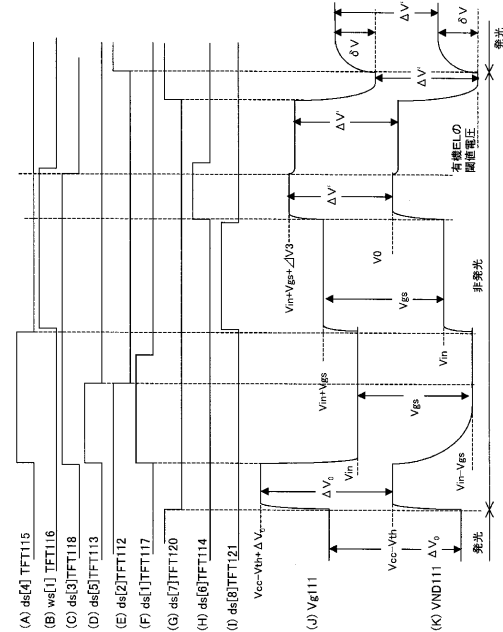 (A) ds[4] TFT115
(B) ws[1] TFT116
(C) ds[3]TFT118
(D) ds[5]TFT113
(E) ds[2]TFT112
(F) ds[1]TFT117
(G) ds[7]TFT120
(H) ds[6]TFT114
(I) ds[8]TFT121
Vcc-Vth+ΔV₀
(J) Vg111
ΔV₀
Vin
Vin+Vgs
Vin+Vgs+⊿V3
ΔV'
ΔV'
δV
ΔV'
Vgs
Vgs
Vcc-Vth
(K) VND111
ΔV₀
Vin-Vgs
Vin
V0
有機ELの
閾値電圧
ΔV'
δV
発光
非発光
発光